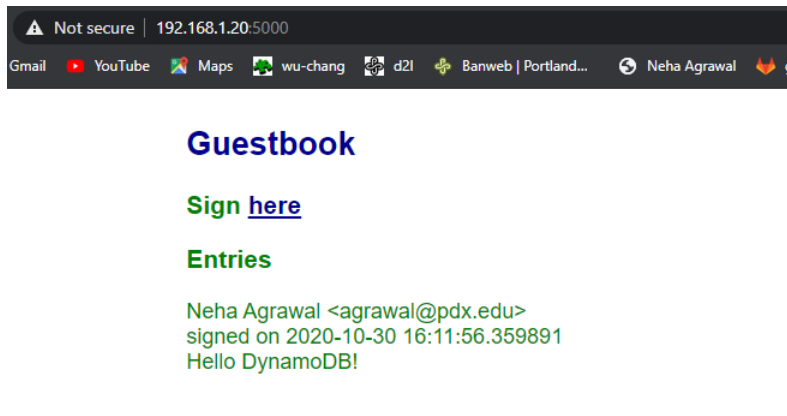 Not secure | 192.168.1.20:5000
Gmail YouTube Maps wu-chang d2l Banweb | Portland... Neha Agrawal
Guestbook
Sign here
Entries
Neha Agrawal <agrawal@pdx.edu>
signed on 2020-10-30 16:11:56.359891
Hello DynamoDB!